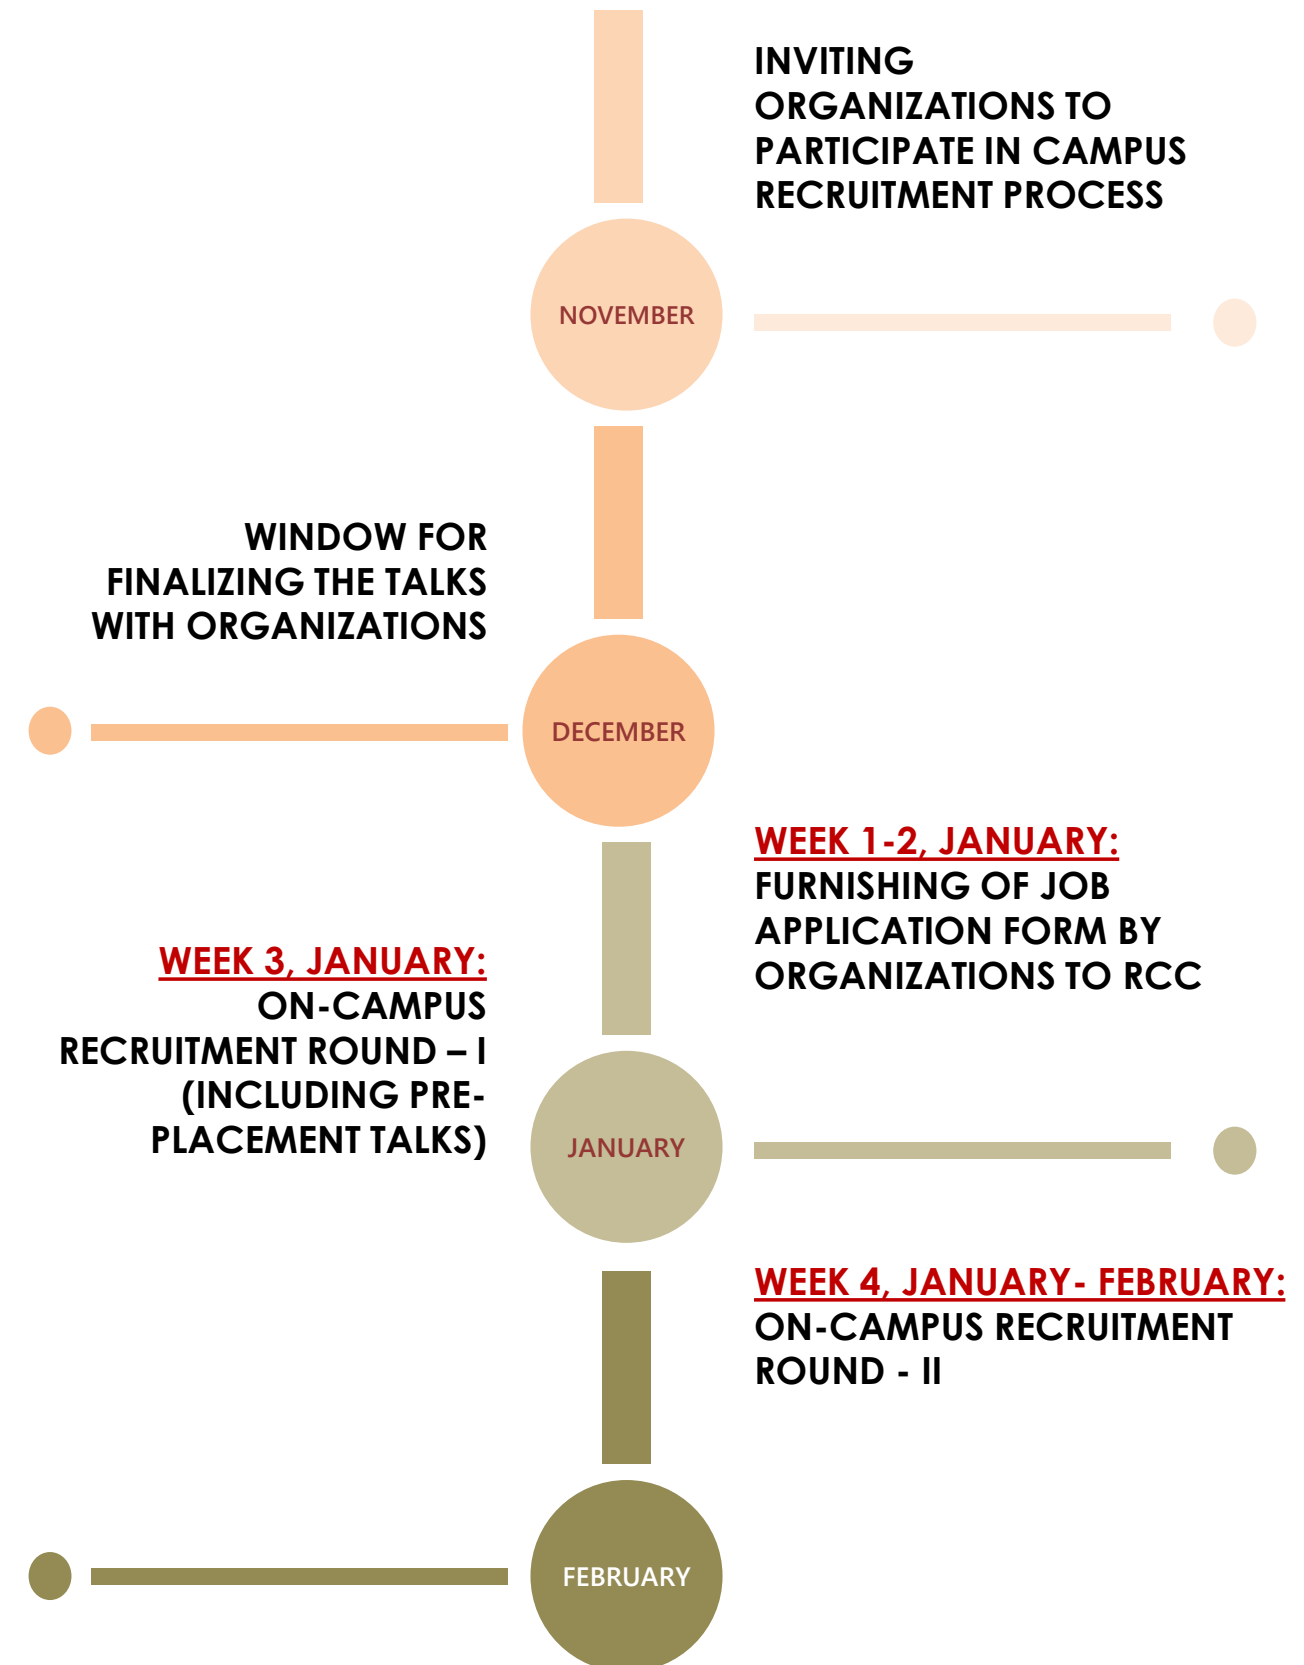 INVITING
ORGANIZATIONS TO
PARTICIPATE IN CAMPUS
RECRUITMENT PROCESS
NOVEMBER
WINDOW FOR
FINALIZING THE TALKS
WITH ORGANIZATIONS
DECEMBER
WEEK 1-2, JANUARY:
FURNISHING OF JOB
APPLICATION FORM BY
ORGANIZATIONS TO RCC
WEEK 3, JANUARY:
ON-CAMPUS
RECRUITMENT ROUND – I
(INCLUDING PRE-
PLACEMENT TALKS)
JANUARY
WEEK 4, JANUARY- FEBRUARY:
ON-CAMPUS RECRUITMENT
ROUND - II
FEBRUARY